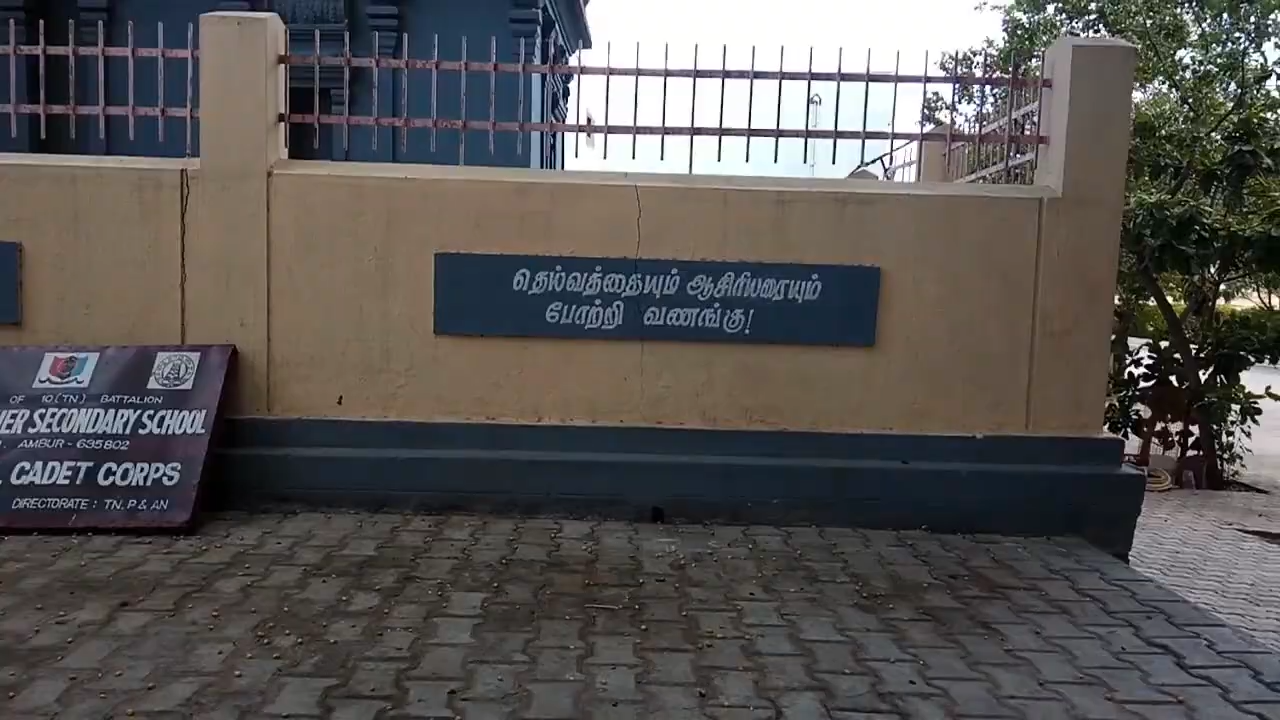 தெய்வத்தையும் ஆசிரியரையும்
போற்றி வணங்கு!
OF 10 (TN) BATTALION
HER SECONDARY SCHOOL
AMBUR - 635802
CADET CORPS
DIRECTORATE : TN, P & AN